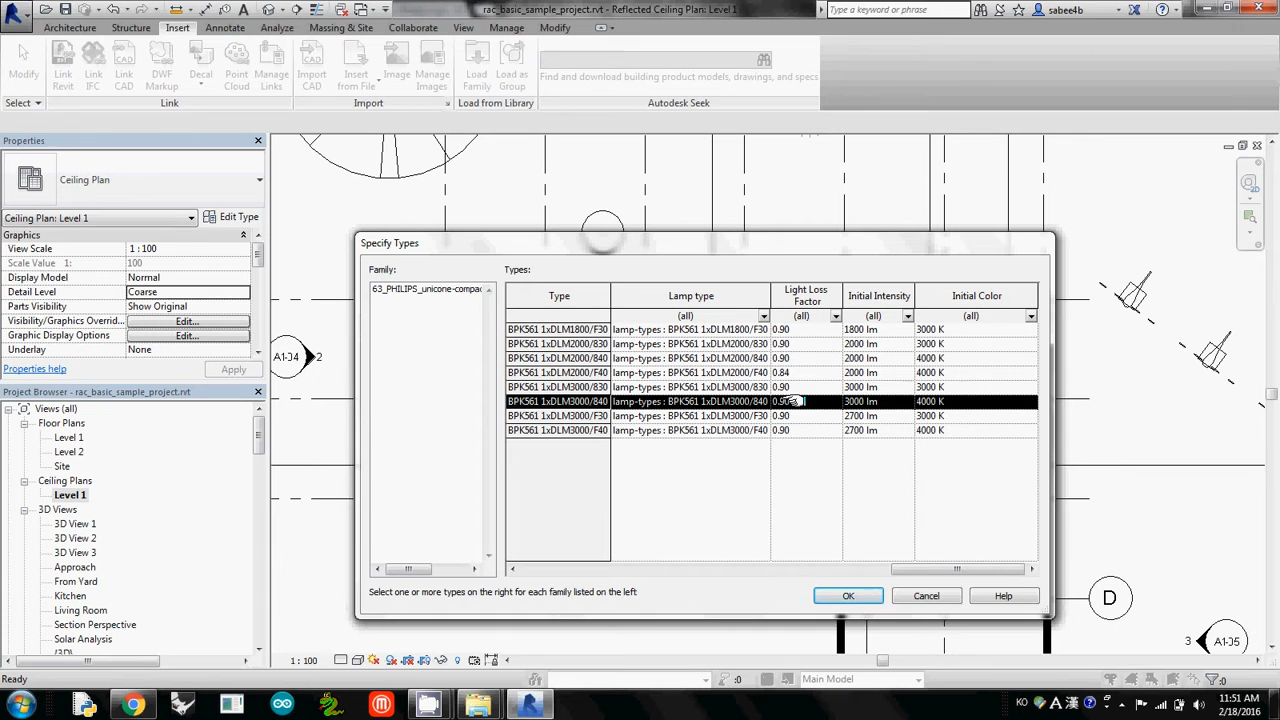 rac_basic_sample_project.rvt - Reflected Ceiling Plan: Level 1
Type a keyword or phrase
sabee4b
Architecture Structure Insert Annotate Analyze Massing & Site Collaborate View Manage Modify
Modify
Link Revit
Link IFC
Link CAD
DWF Markup
Decal
Point Cloud
Manage Links
Import CAD
Insert from File
Image
Manage Images
Load Family
Load as Group
Find and download building product models, drawings, and specs
Select
Link
Import
Load from Library
Autodesk Seek
Properties
Ceiling Plan
Ceiling Plan: Level 1
Edit Type
Graphics
View Scale 1 : 100
Scale Value 1: 100
Display Model Normal
Detail Level Coarse
Parts Visibility Show Original
Visibility/Graphics Overrid... Edit...
Graphic Display Options Edit...
Underlay None
Properties help
Apply
Project Browser - rac_basic_sample_project.rvt
Views (all)
Floor Plans
Level 1
Level 2
Site
Ceiling Plans
Level 1
3D Views
3D View 1
3D View 2
3D View 3
Approach
From Yard
Kitchen
Living Room
Section Perspective
Solar Analysis
{3D}
2
D
3
Specify Types
Family:
Types:
63_PHILIPS_unicone-compac
Type Lamp type Light Loss Factor Initial Intensity Initial Color
(all) (all) (all) (all)
BPK561 1xDLM1800/F30 lamp-types : BPK561 1xDLM1800/F30 0.90 1800 lm 3000 K
BPK561 1xDLM2000/830 lamp-types : BPK561 1xDLM2000/830 0.90 2000 lm 3000 K
BPK561 1xDLM2000/840 lamp-types : BPK561 1xDLM2000/840 0.90 2000 lm 4000 K
BPK561 1xDLM2000/F40 lamp-types : BPK561 1xDLM2000/F40 0.84 2000 lm 4000 K
BPK561 1xDLM3000/830 lamp-types : BPK561 1xDLM3000/830 0.90 3000 lm 3000 K
BPK561 1xDLM3000/840 lamp-types : BPK561 1xDLM3000/840 0.90 3000 lm 4000 K
BPK561 1xDLM3000/F30 lamp-types : BPK561 1xDLM3000/F30 0.90 2700 lm 3000 K
BPK561 1xDLM3000/F40 lamp-types : BPK561 1xDLM3000/F40 0.90 2700 lm 4000 K
Select one or more types on the right for each family listed on the left
OK
Cancel
Help
1 : 100
Ready
:0
Main Model
:0
KO
A
漢
11:51 AM
2/18/2016